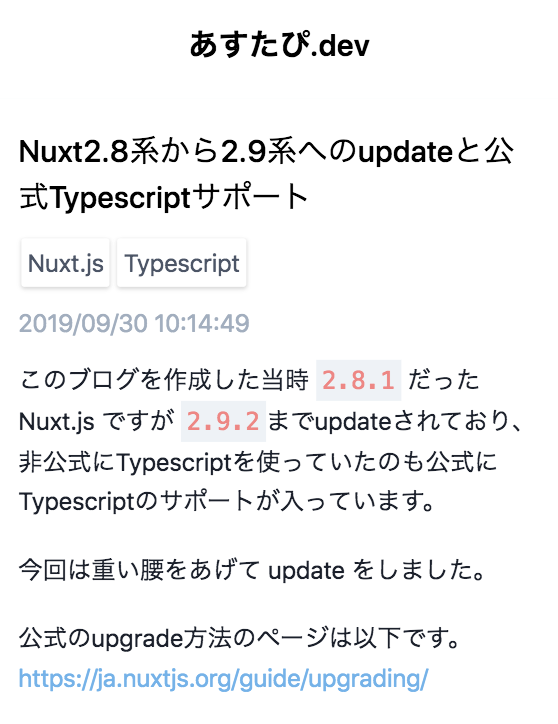 あすたぴ.dev
Nuxt2.8系から2.9系へのupdateと公
式Typescriptサポート
Nuxt.js Typescript
2019/09/30 10:14:49
このブログを作成した当時 2.8.1 だった
Nuxt.js ですが 2.9.2 までupdateされており、
非公式にTypescriptを使っていたのも公式に
Typescriptのサポートが入っています。
今回は重い腰をあげて update をしました。
公式のupgrade方法のページは以下です。
https://ja.nuxtjs.org/guide/upgrading/